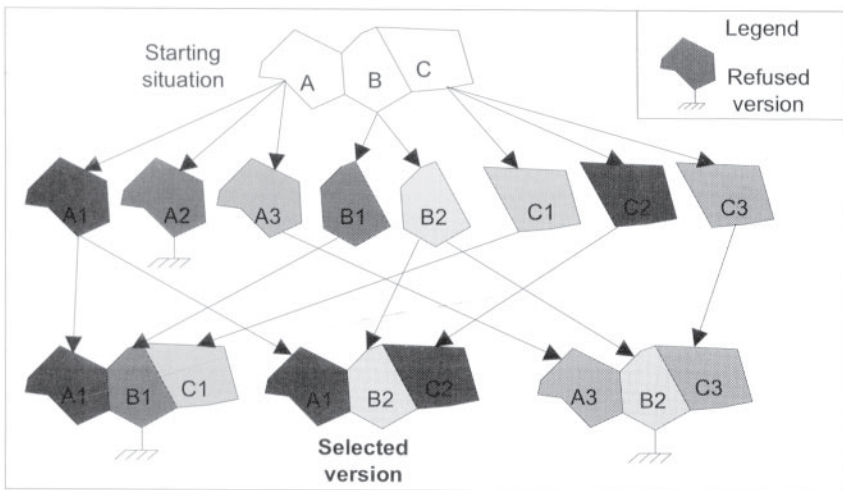 Starting
situation
A
B
C
Legend
Refused
version
A1
A2
A3
B1
B2
C1
C2
C3
A1
B1
C1
A1
B2
C2
A3
B2
C3
Selected
version